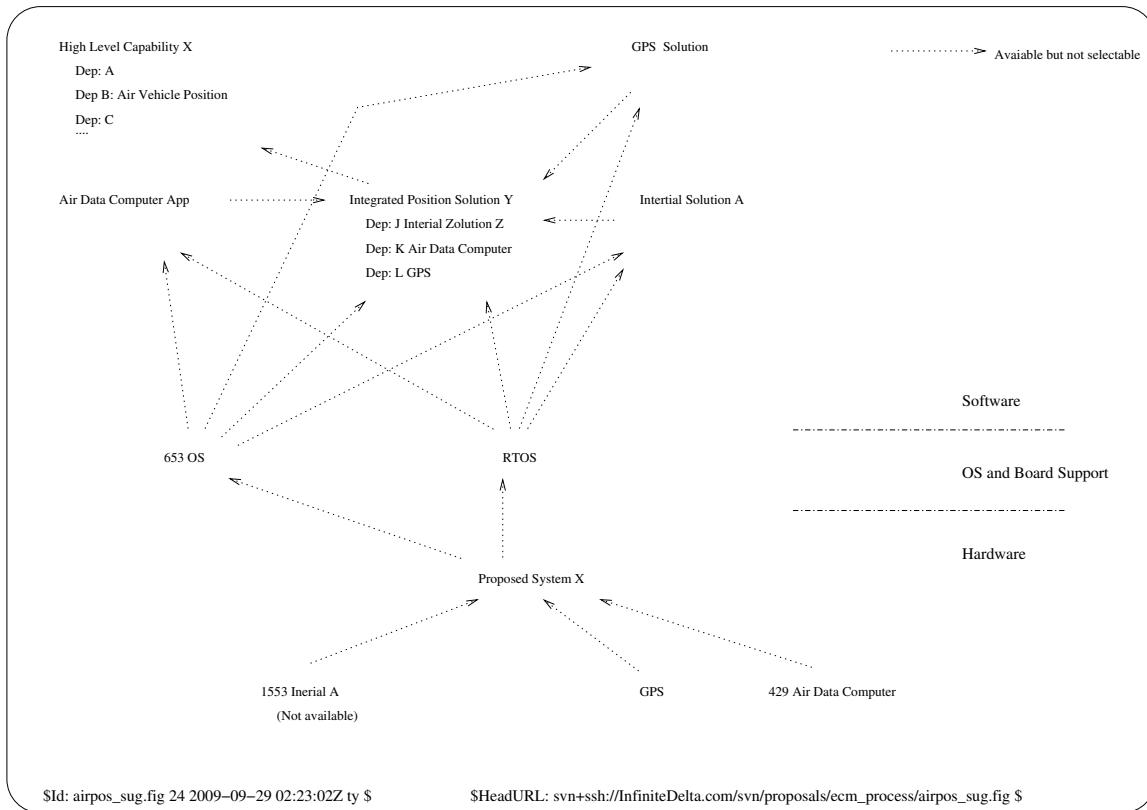 High Level Capability X
GPS Solution
Avaiable but not selectable
Dep: A
Dep B: Air Vehicle Position
Dep: C
....
Air Data Computer App
Integrated Position Solution Y
Intertial Solution A
Dep: J Interial Zolution Z
Dep: K Air Data Computer
Dep: L GPS
Software
653 OS
RTOS
OS and Board Support
Hardware
Proposed System X
1553 Inerial A
(Not available)
GPS
429 Air Data Computer
$Id: airpos_sug.fig 24 2009−09−29 02:23:02Z ty $
$HeadURL: svn+ssh://InfiniteDelta.com/svn/proposals/ecm_process/airpos_sug.fig $